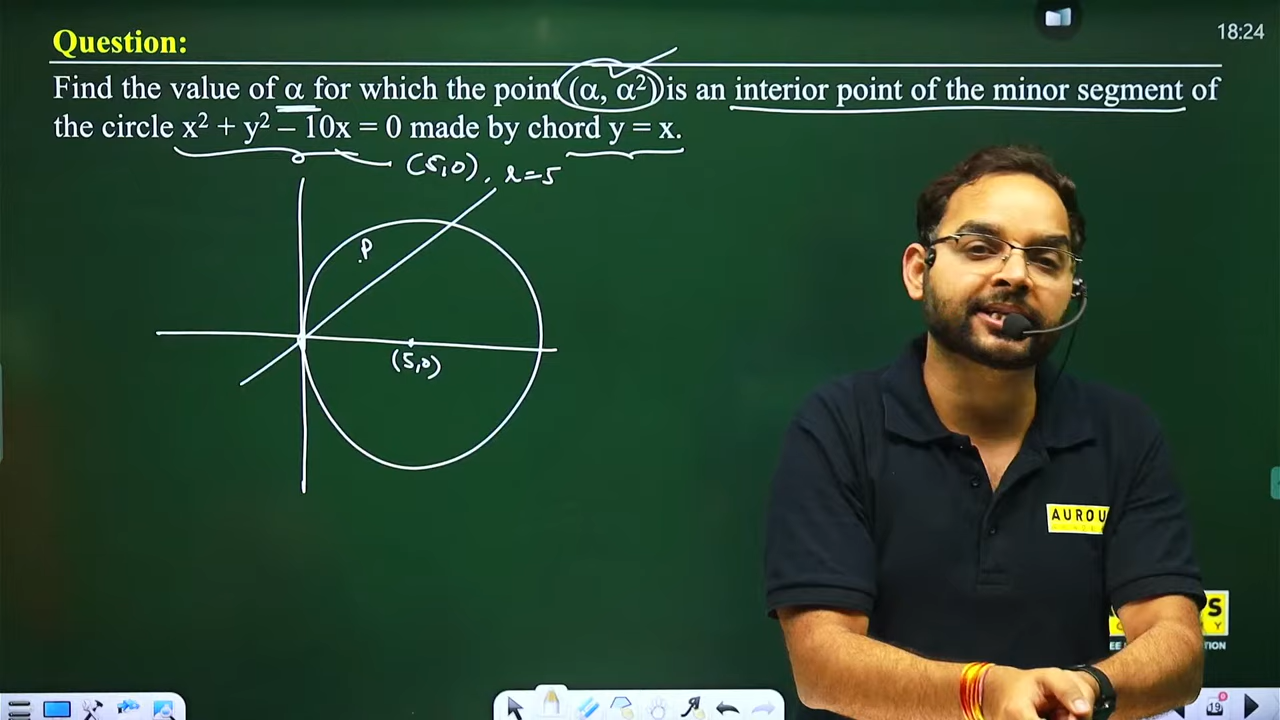 18:24
Question:
Find the value of α for which the point (α, α²) is an interior point of the minor segment of
the circle x² + y² – 10x = 0 made by chord y = x.
(5,0), r=5
P
(5,0)
AUROU
S
19